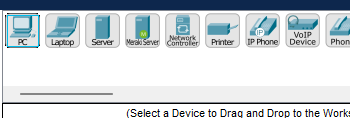 PC
Laptop
Server
Meraki Server
Network Controller
Printer
IP Phone
VoIP Device
Phon
(Select a Device to Drag and Drop to the Works